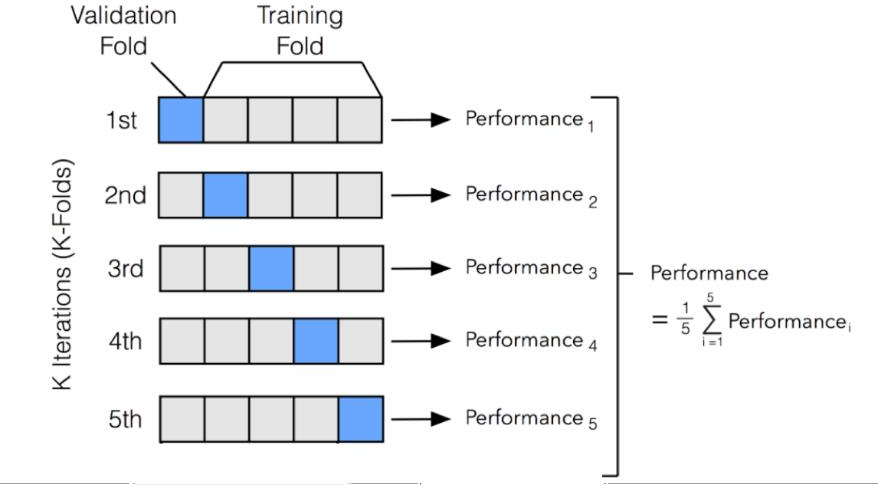 Validation
Fold
Training
Fold
K Iterations (K-Folds)
1st
Performance 1
2nd
Performance 2
3rd
Performance 3
4th
Performance 4
5th
Performance 5
Performance
= 1/5 5∑i=1 Performance i